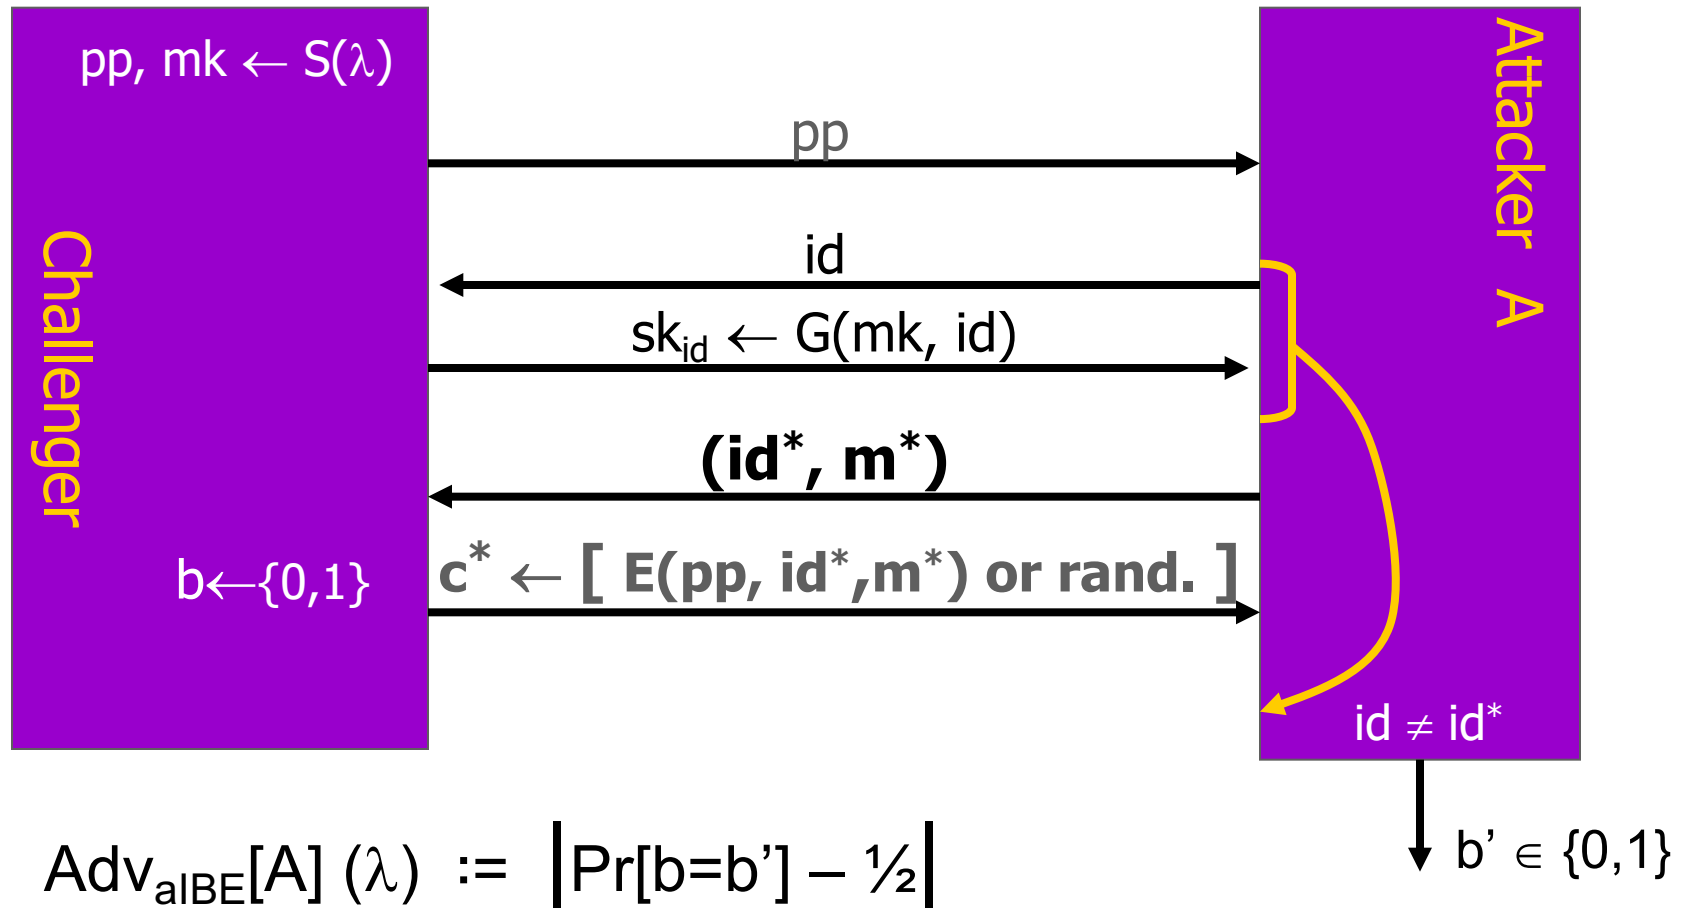 pp, mk ← S(λ)
pp
id
sk_id ← G(mk, id)
(id*, m*)
b←{0,1}
c* ← [ E(pp, id*,m*) or rand. ]
Challenger
Attacker A
id ≠ id*
b’ ∈ {0,1}
Adv_aIBE[A] (λ) := |Pr[b=b’] – ½|